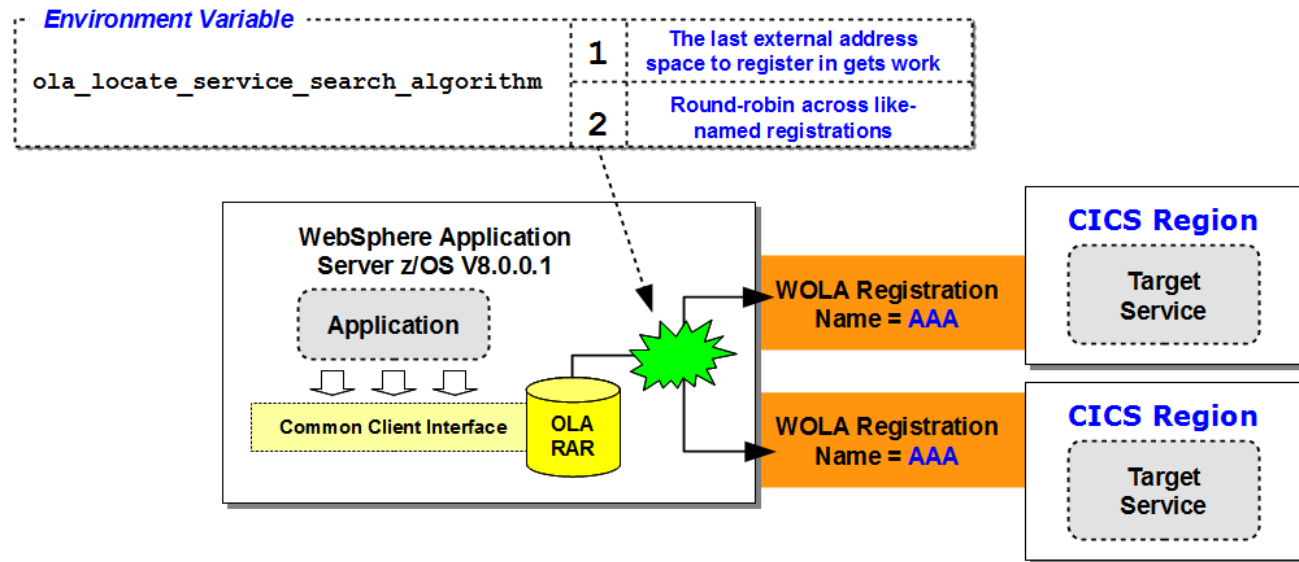 Environment Variable
ola_locate_service_search_algorithm
1
The last external address
space to register in gets work
2
Round-robin across like-
named registrations
WebSphere Application
Server z/OS V8.0.0.1
Application
Common Client Interface
OLA
RAR
WOLA Registration
Name = AAA
CICS Region
Target
Service
WOLA Registration
Name = AAA
CICS Region
Target
Service